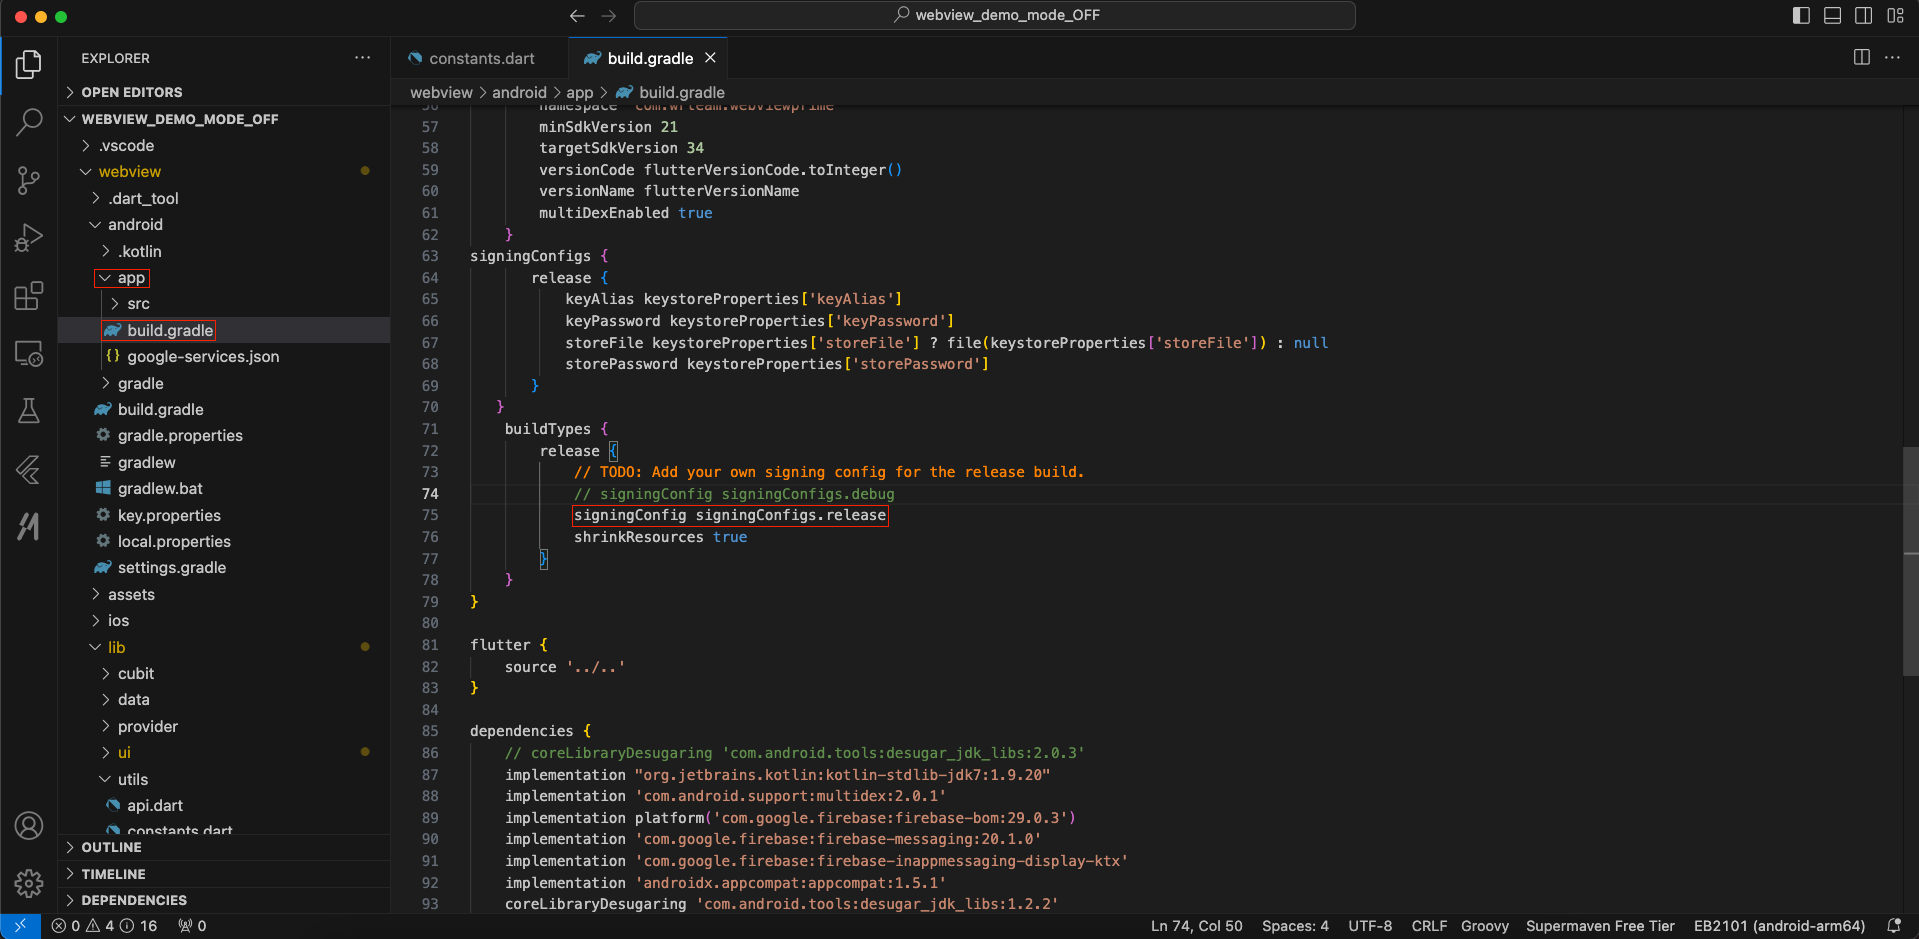 webview_demo_mode_OFF
EXPLORER
OPEN EDITORS
WEBVIEW_DEMO_MODE_OFF
.vscode
webview
.dart_tool
android
.kotlin
app
src
build.gradle
google-services.json
gradle
build.gradle
gradle.properties
gradlew
gradlew.bat
key.properties
local.properties
settings.gradle
assets
ios
lib
cubit
data
provider
ui
utils
api.dart
constants.dart
OUTLINE
TIMELINE
DEPENDENCIES
constants.dart
build.gradle
webview > android > app > build.gradle
56 namespace "com.wrteam.webviewprime"
57 minSdkVersion 21
58 targetSdkVersion 34
59 versionCode flutterVersionCode.toInteger()
60 versionName flutterVersionName
61 multiDexEnabled true
62 }
63 signingConfigs {
64 release {
65 keyAlias keystoreProperties['keyAlias']
66 keyPassword keystoreProperties['keyPassword']
67 storeFile keystoreProperties['storeFile'] ? file(keystoreProperties['storeFile']) : null
68 storePassword keystoreProperties['storePassword']
69 }
70 }
71 buildTypes {
72 release {
73 // TODO: Add your own signing config for the release build.
74 // signingConfig signingConfigs.debug
75 signingConfig signingConfigs.release
76 shrinkResources true
77 }
78 }
79 }
80
81 flutter {
82 source '../..'
83 }
84
85 dependencies {
86 // coreLibraryDesugaring 'com.android.tools:desugar_jdk_libs:2.0.3'
87 implementation "org.jetbrains.kotlin:kotlin-stdlib-jdk7:1.9.20"
88 implementation 'com.android.support:multidex:2.0.1'
89 implementation platform('com.google.firebase:firebase-bom:29.0.3')
90 implementation 'com.google.firebase:firebase-messaging:20.1.0'
91 implementation 'com.google.firebase:firebase-inappmessaging-display-ktx'
92 implementation 'androidx.appcompat:appcompat:1.5.1'
93 coreLibraryDesugaring 'com.android.tools:desugar_jdk_libs:1.2.2'
0 4 16 0 Ln 74, Col 50 Spaces: 4 UTF-8 CRLF Groovy Supermaven Free Tier EB2101 (android-arm64)